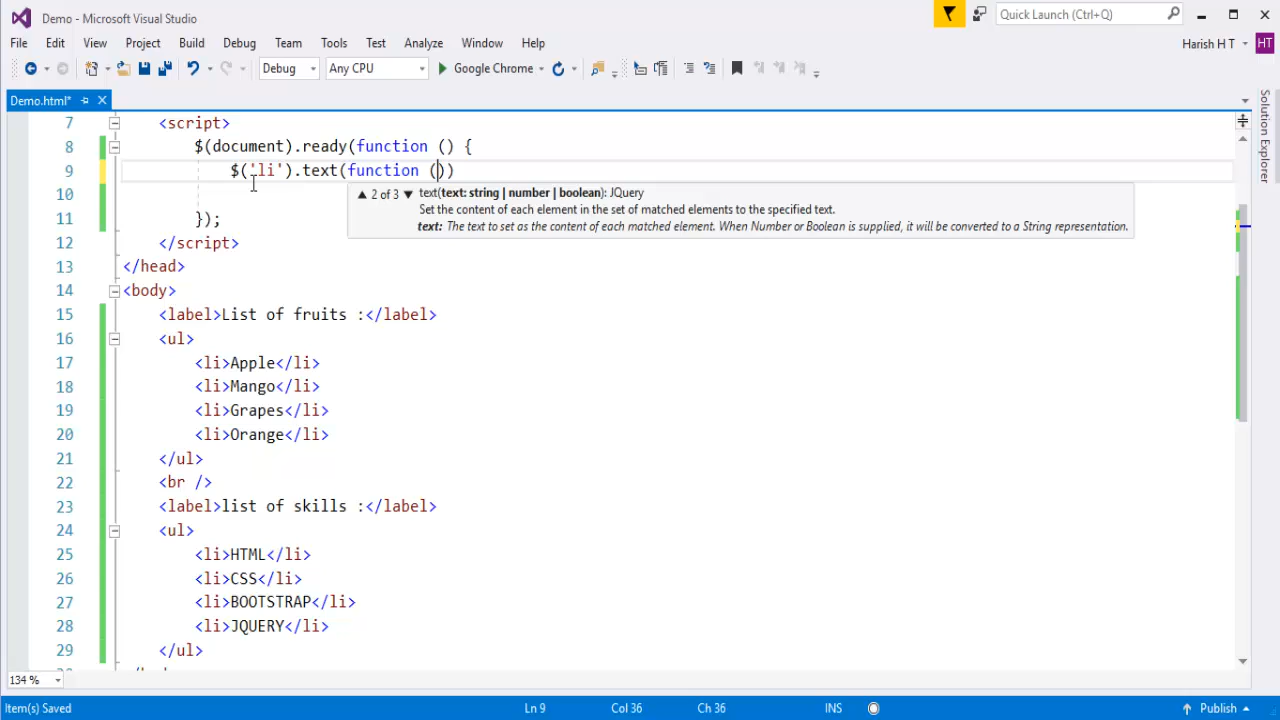 Demo - Microsoft Visual Studio
Quick Launch (Ctrl+Q)
File Edit View Project Build Debug Team Tools Test Analyze Window Help
Harish H T HT
Debug Any CPU Google Chrome
Demo.html*
Solution Explorer
7 <script>
8 $(document).ready(function () {
9 $('li').text(function ())
10
11 });
12 </script>
13 </head>
14 <body>
15 <label>List of fruits :</label>
16 <ul>
17 <li>Apple</li>
18 <li>Mango</li>
19 <li>Grapes</li>
20 <li>Orange</li>
21 </ul>
22 <br />
23 <label>list of skills :</label>
24 <ul>
25 <li>HTML</li>
26 <li>CSS</li>
27 <li>BOOTSTRAP</li>
28 <li>JQUERY</li>
29 </ul>
▲ 2 of 3 ▼ text(text: string | number | boolean): JQuery
Set the content of each element in the set of matched elements to the specified text.
text: The text to set as the content of each matched element. When Number or Boolean is supplied, it will be converted to a String representation.
134 %
Item(s) Saved Ln 9 Col 36 Ch 36 INS Publish